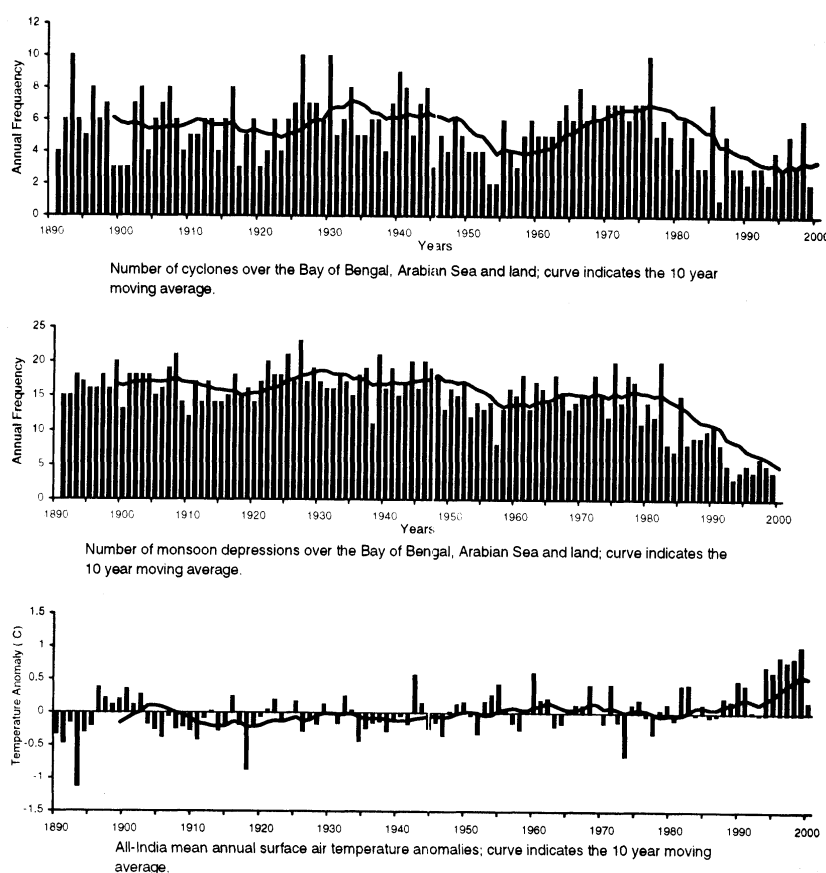 12
10
8
6
4
2
0
Annual Frequaency
1890 1900 1910 1920 1930 1940 1950 1960 1970 1980 1990 2000
Years
Number of cyclones over the Bay of Bengal, Arabian Sea and land; curve indicates the 10 year
moving average.
25
20
15
10
5
0
Annual Frequency
1890 1900 1910 1920 1930 1940 1950 1960 1970 1980 1990 2000
Years
Number of monsoon depressions over the Bay of Bengal, Arabian Sea and land; curve indicates the
10 year moving average.
1.5
1
0.5
0
-0.5
-1
-1.5
Temperature Anomaly ( C)
1890 1900 1910 1920 1930 1940 1950 1960 1970 1980 1990 2000
All-India mean annual surface air temperature anomalies; curve indicates the 10 year moving
average.